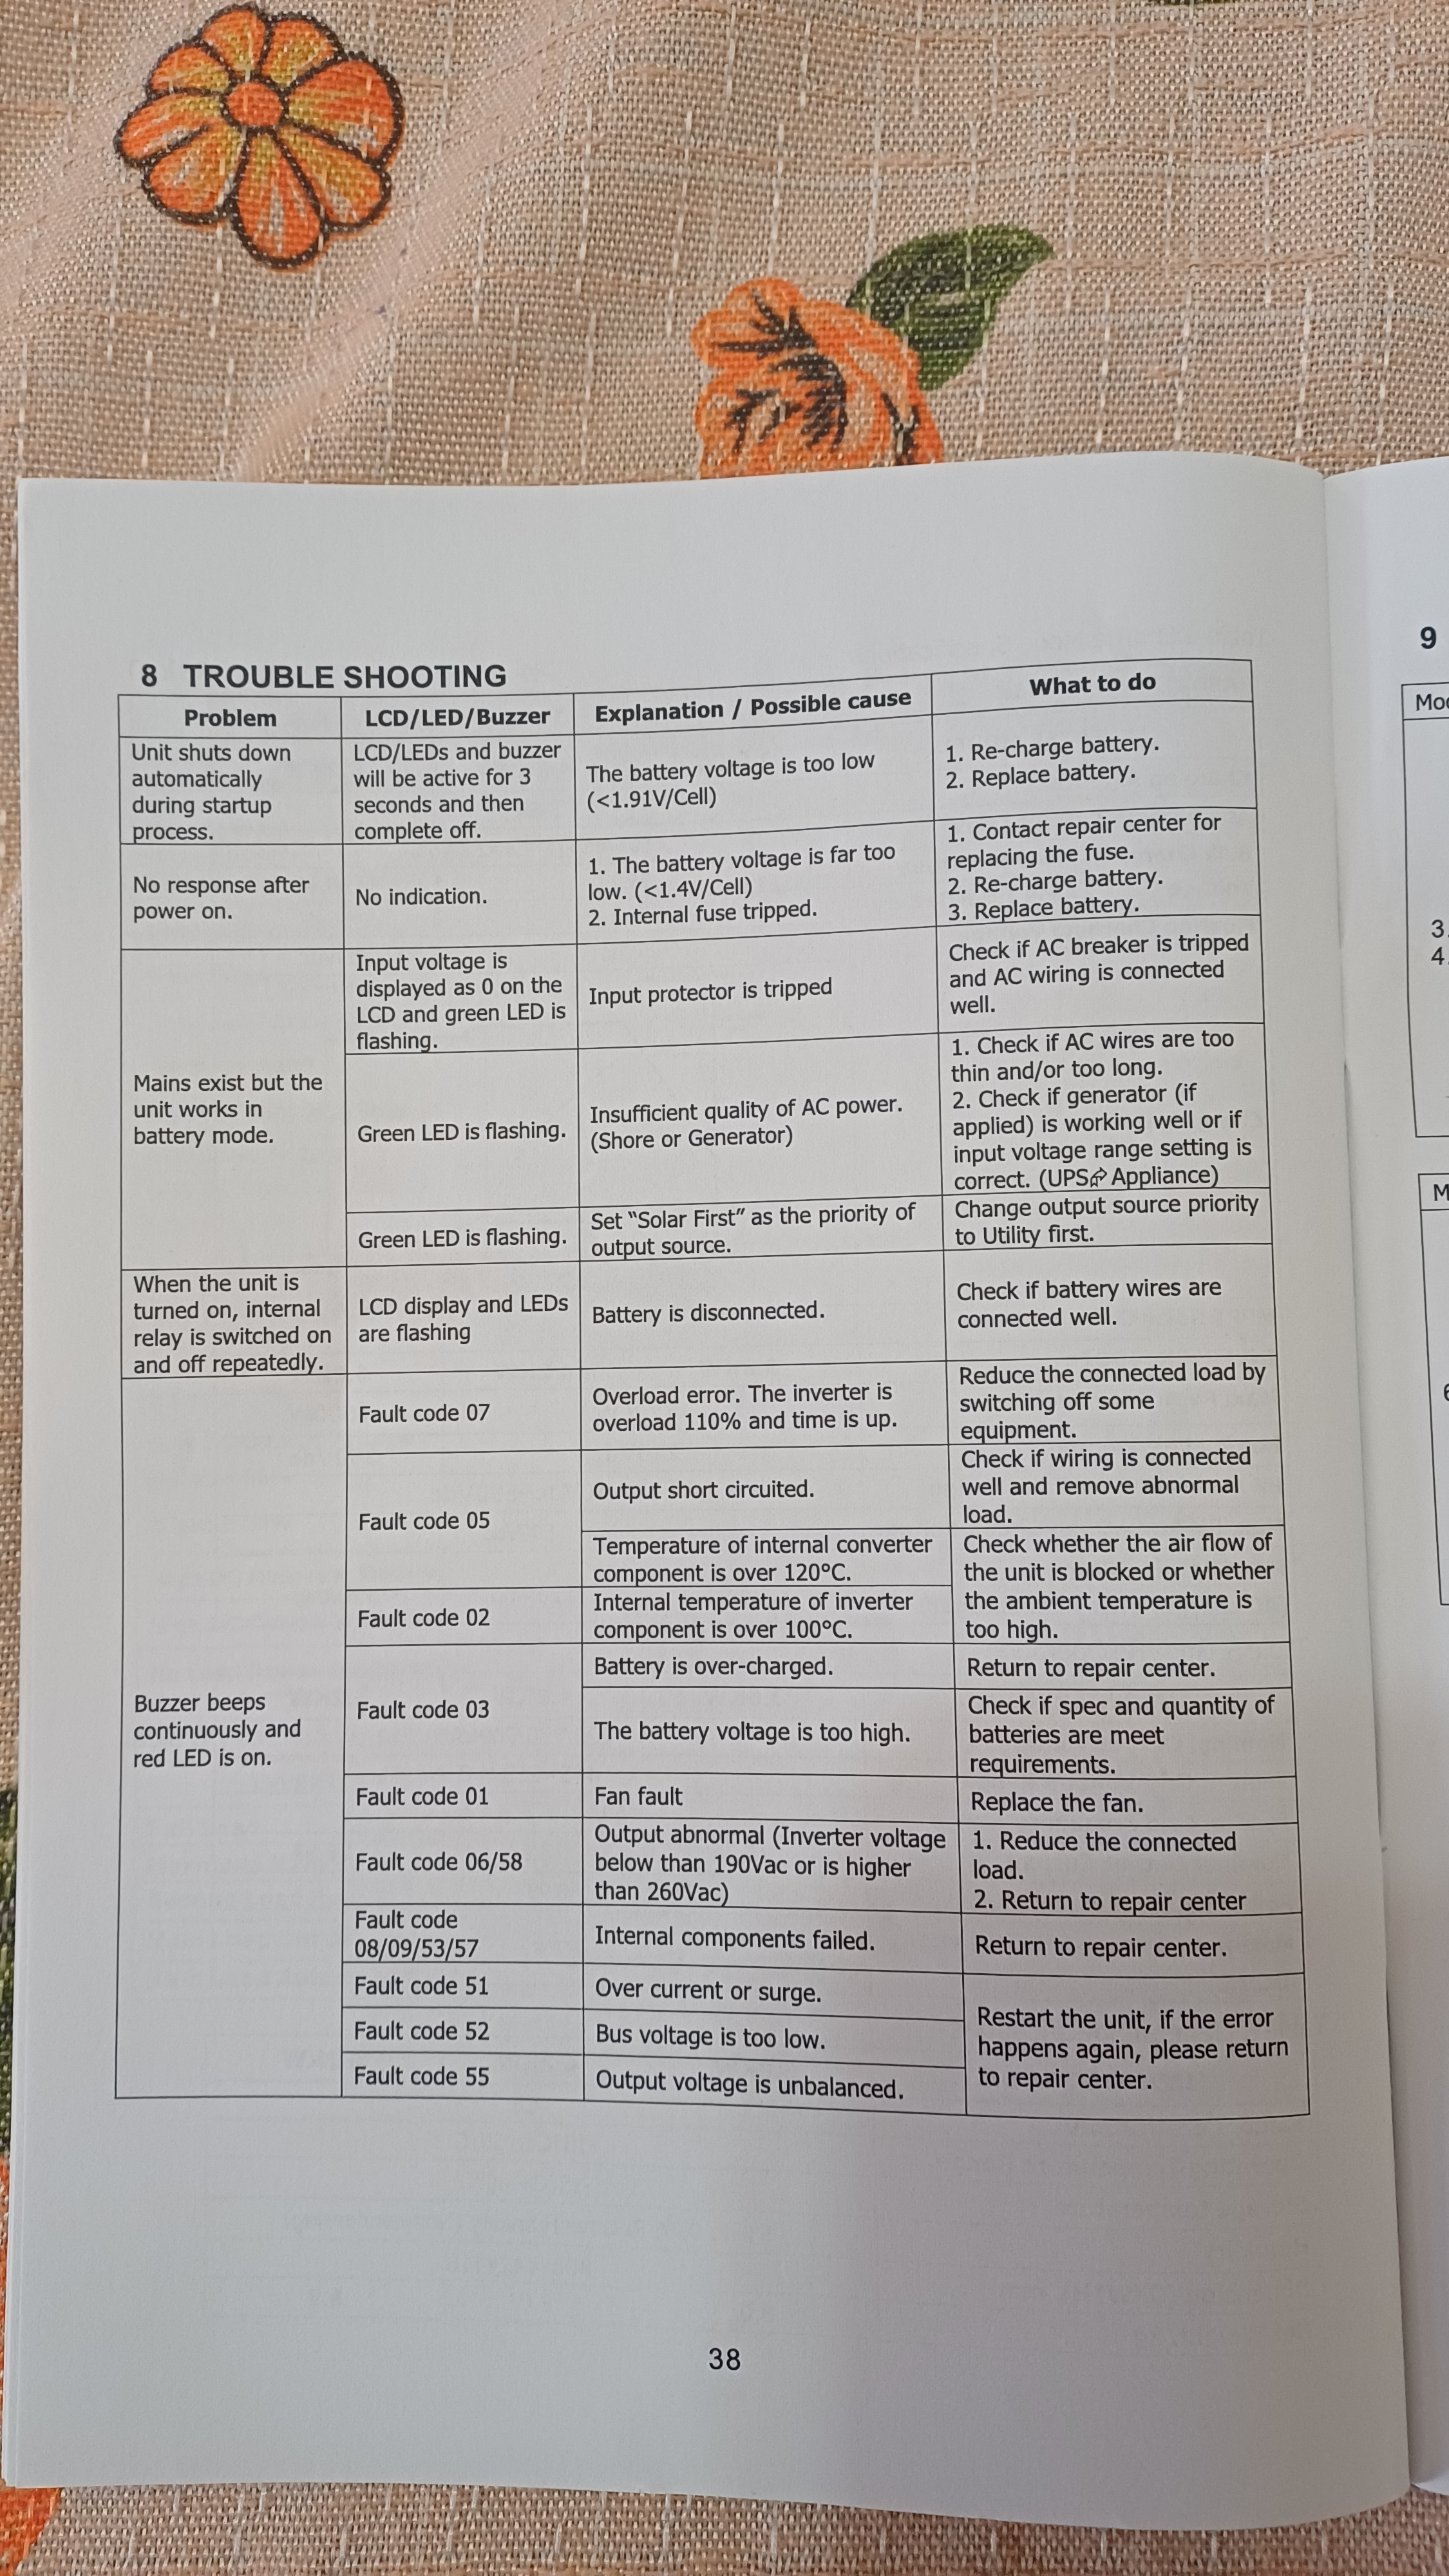 8 TROUBLE SHOOTING
Problem
LCD/LED/Buzzer
Explanation / Possible cause
What to do
Unit shuts down
automatically
during startup
process.
LCD/LEDs and buzzer
will be active for 3
seconds and then
complete off.
The battery voltage is too low
(<1.91V/Cell)
1. Re-charge battery.
2. Replace battery.
No response after
power on.
No indication.
1. The battery voltage is far too
low. (<1.4V/Cell)
2. Internal fuse tripped.
1. Contact repair center for
replacing the fuse.
2. Re-charge battery.
3. Replace battery.
Mains exist but the
unit works in
battery mode.
Input voltage is
displayed as 0 on the
LCD and green LED is
flashing.
Input protector is tripped
Check if AC breaker is tripped
and AC wiring is connected
well.
Green LED is flashing.
Insufficient quality of AC power.
(Shore or Generator)
1. Check if AC wires are too
thin and/or too long.
2. Check if generator (if
applied) is working well or if
input voltage range setting is
correct. (UPS Appliance)
Green LED is flashing.
Set “Solar First” as the priority of
output source.
Change output source priority
to Utility first.
When the unit is
turned on, internal
relay is switched on
and off repeatedly.
LCD display and LEDs
are flashing
Battery is disconnected.
Check if battery wires are
connected well.
Buzzer beeps
continuously and
red LED is on.
Fault code 07
Overload error. The inverter is
overload 110% and time is up.
Reduce the connected load by
switching off some
equipment.
Fault code 05
Output short circuited.
Check if wiring is connected
well and remove abnormal
load.
Temperature of internal converter
component is over 120°C.
Check whether the air flow of
the unit is blocked or whether
the ambient temperature is
too high.
Fault code 02
Internal temperature of inverter
component is over 100°C.
Fault code 03
Battery is over-charged.
Return to repair center.
The battery voltage is too high.
Check if spec and quantity of
batteries are meet
requirements.
Fault code 01
Fan fault
Replace the fan.
Fault code 06/58
Output abnormal (Inverter voltage
below than 190Vac or is higher
than 260Vac)
1. Reduce the connected
load.
2. Return to repair center
Fault code
08/09/53/57
Internal components failed.
Return to repair center.
Fault code 51
Over current or surge.
Restart the unit, if the error
happens again, please return
to repair center.
Fault code 52
Bus voltage is too low.
Fault code 55
Output voltage is unbalanced.
38
9
3.
4.